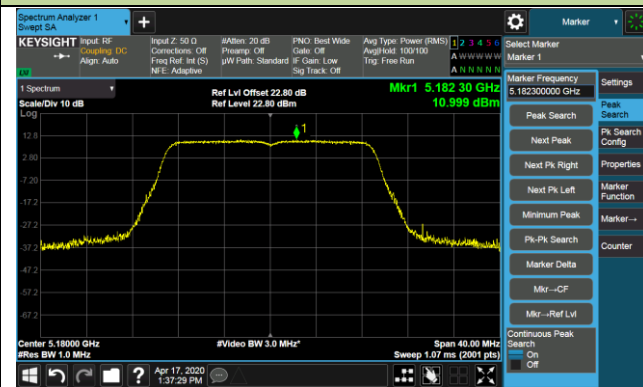 Spectrum Analyzer 1
Swept SA
+
Marker
KEYSIGHT
Input: RF
Coupling: DC
Align: Auto
Input Z: 50 Ω
Corrections: Off
Freq Ref: Int (S)
NFE: Adaptive
#Atten: 20 dB
Preamp: Off
µW Path: Standard
PNO: Best Wide
Gate: Off
IF Gain: Low
Sig Track: Off
Avg Type: Power (RMS)
Avg|Hold: 100/100
Trig: Free Run
1 2 3 4 5 6
A W W W W W
A N N N N N
LV
Select Marker
Marker 1
1 Spectrum
Scale/Div 10 dB
Log
Ref Lvl Offset 22.80 dB
Ref Level 22.80 dBm
Mkr1 5.182 30 GHz
10.999 dBm
1
12.8
2.80
-7.20
-17.2
-27.2
-37.2
-47.2
-57.2
-67.2
Center 5.18000 GHz
#Res BW 1.0 MHz
#Video BW 3.0 MHz*
Span 40.00 MHz
Sweep 1.07 ms (2001 pts)
Marker Frequency
5.182300000 GHz
Peak Search
Next Peak
Next Pk Right
Next Pk Left
Minimum Peak
Pk-Pk Search
Marker Delta
Mkr→CF
Mkr→Ref Lvl
Continuous Peak
Search
On
Off
Settings
Peak
Search
Pk Search
Config
Properties
Marker
Function
Marker→
Counter
?
Apr 17, 2020
1:37:29 PM